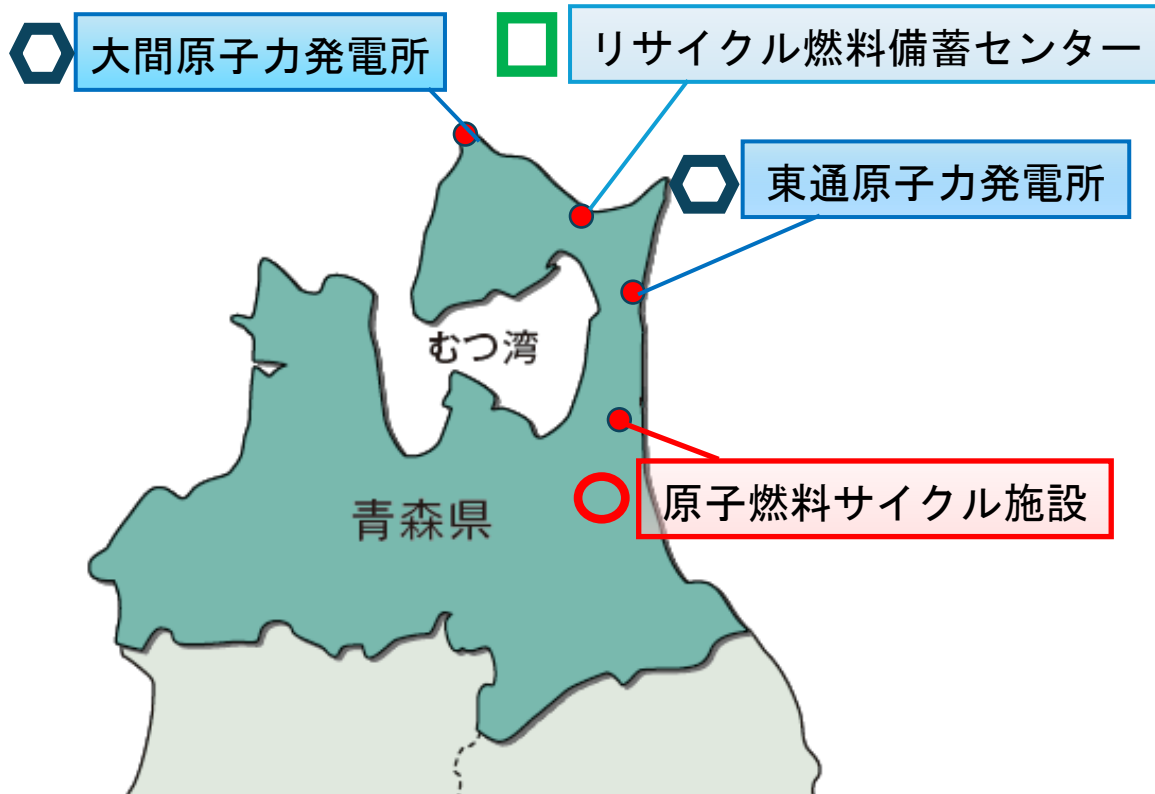 大間原子力発電所
リサイクル燃料備蓄センター
東通原子力発電所
むつ湾
原子燃料サイクル施設
青森県